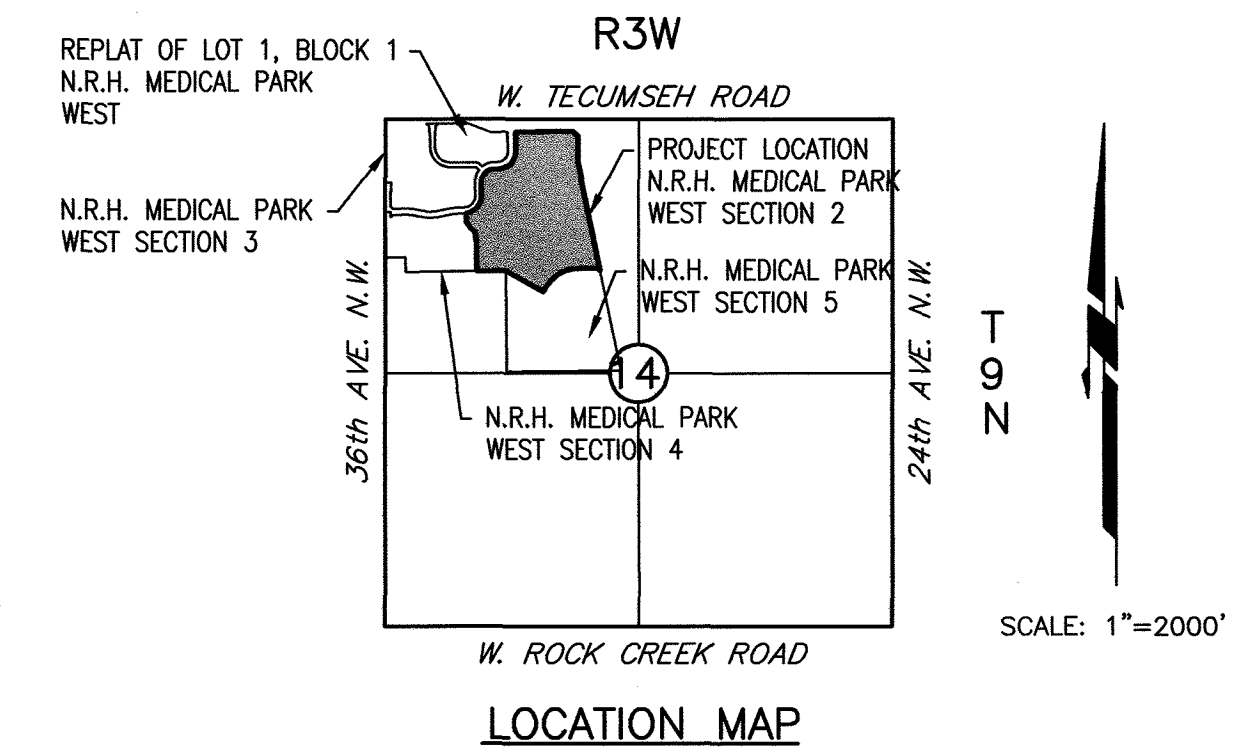 R3W
REPLAT OF LOT 1, BLOCK 1
N.R.H. MEDICAL PARK
WEST
W. TECUMSEH ROAD
PROJECT LOCATION
N.R.H. MEDICAL PARK
WEST SECTION 2
N.R.H. MEDICAL PARK
WEST SECTION 3
N.R.H. MEDICAL PARK
WEST SECTION 5
36th AVE. N.W.
24th AVE. N.W.
T
9
N
14
N.R.H. MEDICAL PARK
WEST SECTION 4
SCALE: 1"=2000'
W. ROCK CREEK ROAD
LOCATION MAP